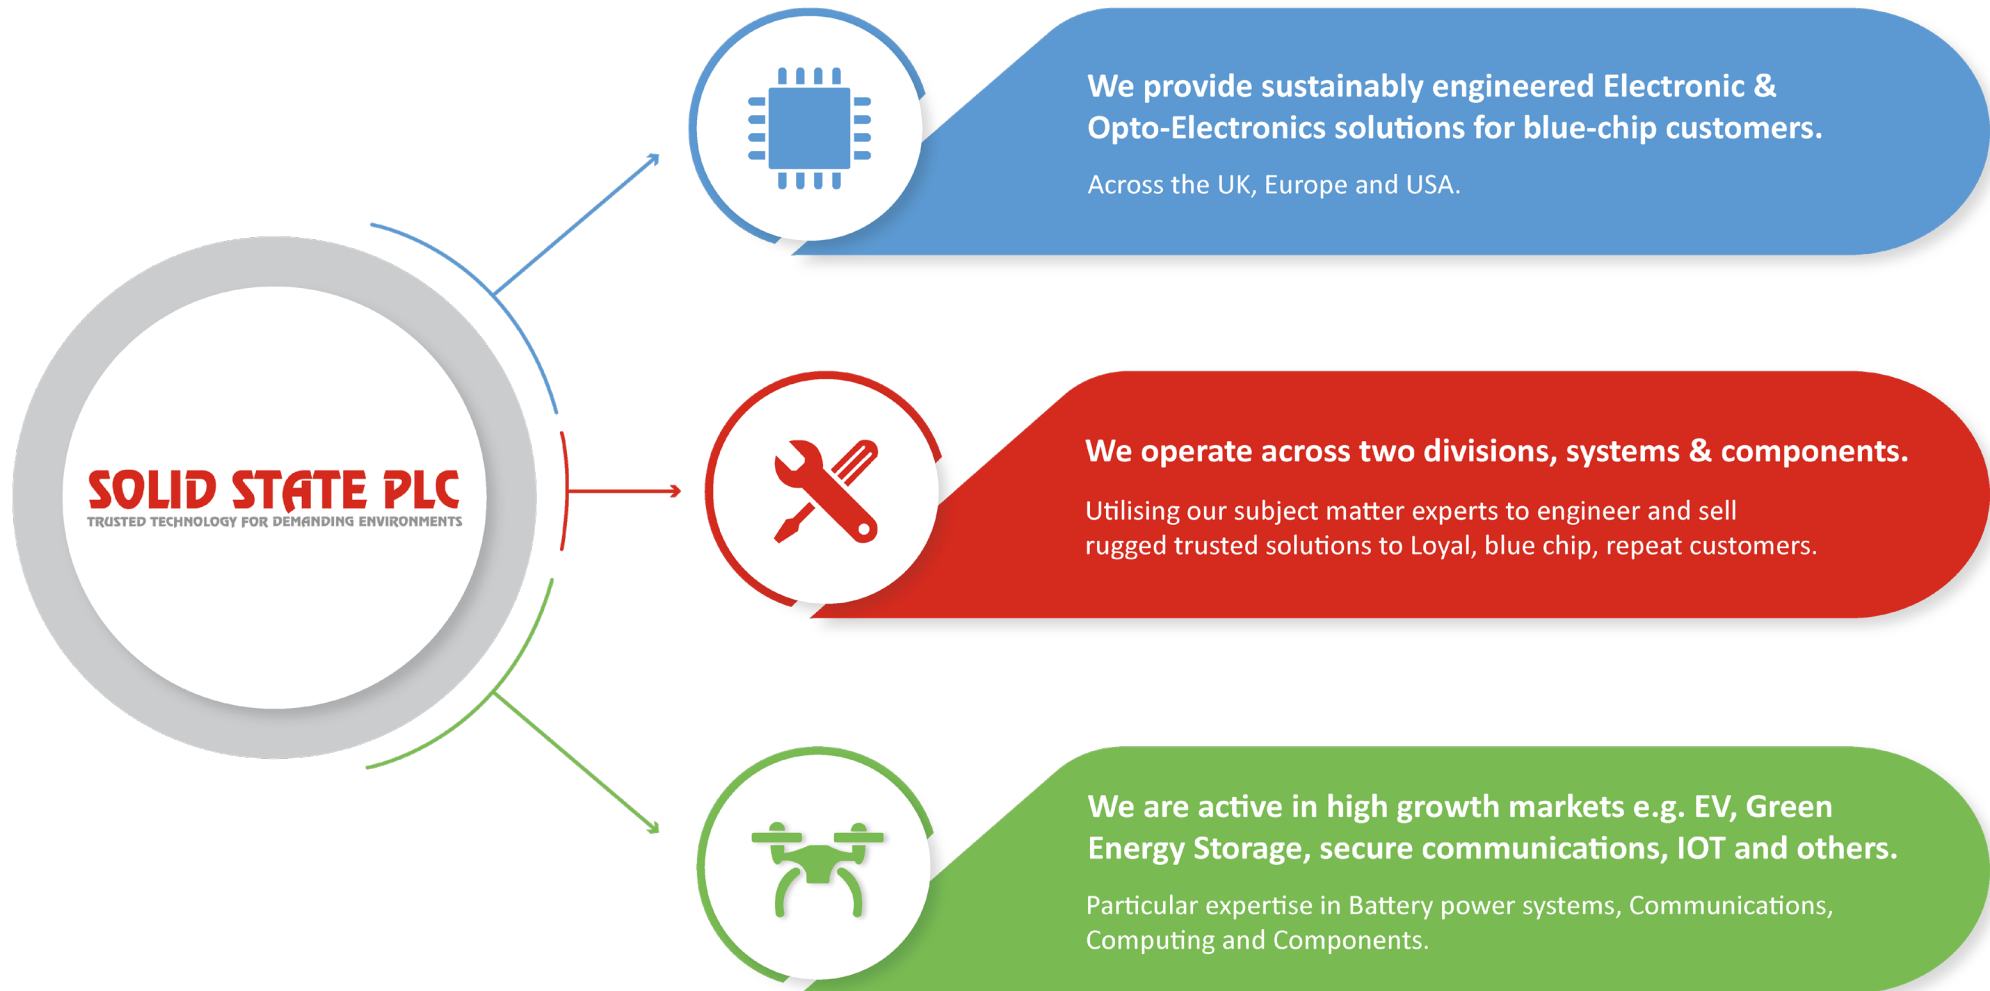 SOLID STATE PLC
TRUSTED TECHNOLOGY FOR DEMANDING ENVIRONMENTS
We provide sustainably engineered Electronic &
Opto-Electronics solutions for blue-chip customers.
Across the UK, Europe and USA.
We operate across two divisions, systems & components.
Utilising our subject matter experts to engineer and sell
rugged trusted solutions to Loyal, blue chip, repeat customers.
We are active in high growth markets e.g. EV, Green
Energy Storage, secure communications, IOT and others.
Particular expertise in Battery power systems, Communications,
Computing and Components.